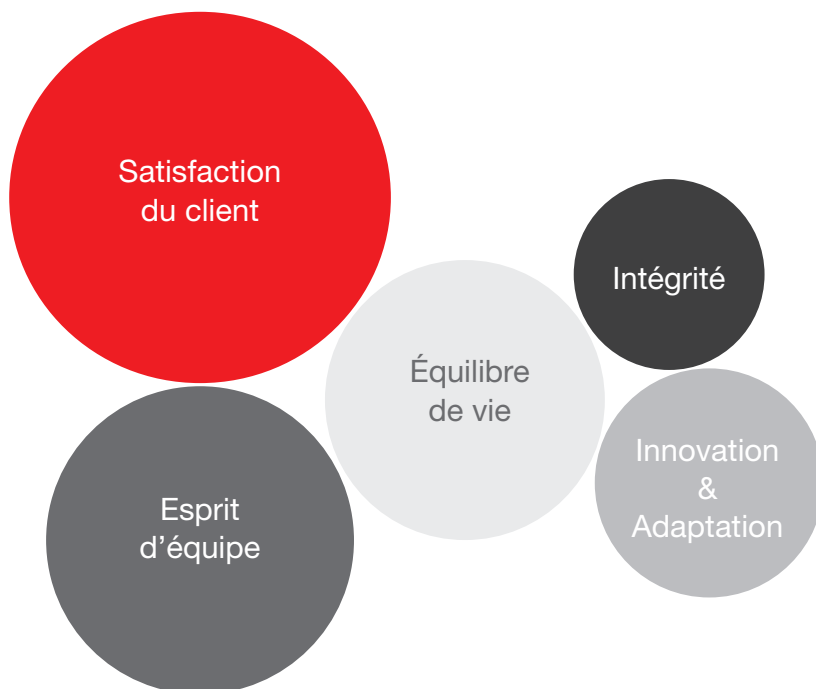 Satisfaction
du client
Intégrité
Équilibre
de vie
Innovation
&
Adaptation
Esprit
d’équipe